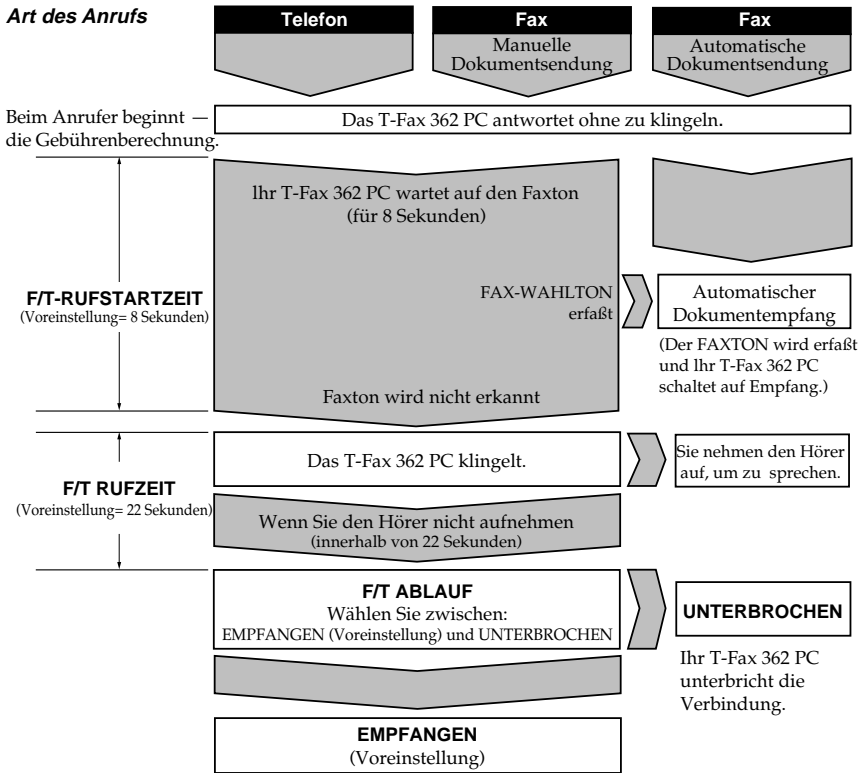 Art des Anrufs
Telefon
Fax
Fax
Manuelle
Dokumentsendung
Automatische
Dokumentsendung
Beim Anrufer beginnt —
die Gebührenberechnung.
Das T-Fax 362 PC antwortet ohne zu klingeln.
Ihr T-Fax 362 PC wartet auf den Faxton
(für 8 Sekunden)
F/T-RUFSTARTZEIT
(Voreinstellung= 8 Sekunden)
FAX-WAHLTON
erfaßt
Automatischer
Dokumentempfang
(Der FAXTON wird erfaßt
und Ihr T-Fax 362 PC
schaltet auf Empfang.)
Faxton wird nicht erkannt
Das T-Fax 362 PC klingelt.
Sie nehmen den Hörer
auf, um zu sprechen.
F/T RUFZEIT
(Voreinstellung= 22 Sekunden)
Wenn Sie den Hörer nicht aufnehmen
(innerhalb von 22 Sekunden)
F/T ABLAUF
Wählen Sie zwischen:
EMPFANGEN (Voreinstellung) und UNTERBROCHEN
UNTERBROCHEN
Ihr T-Fax 362 PC
unterbricht die
Verbindung.
EMPFANGEN
(Voreinstellung)